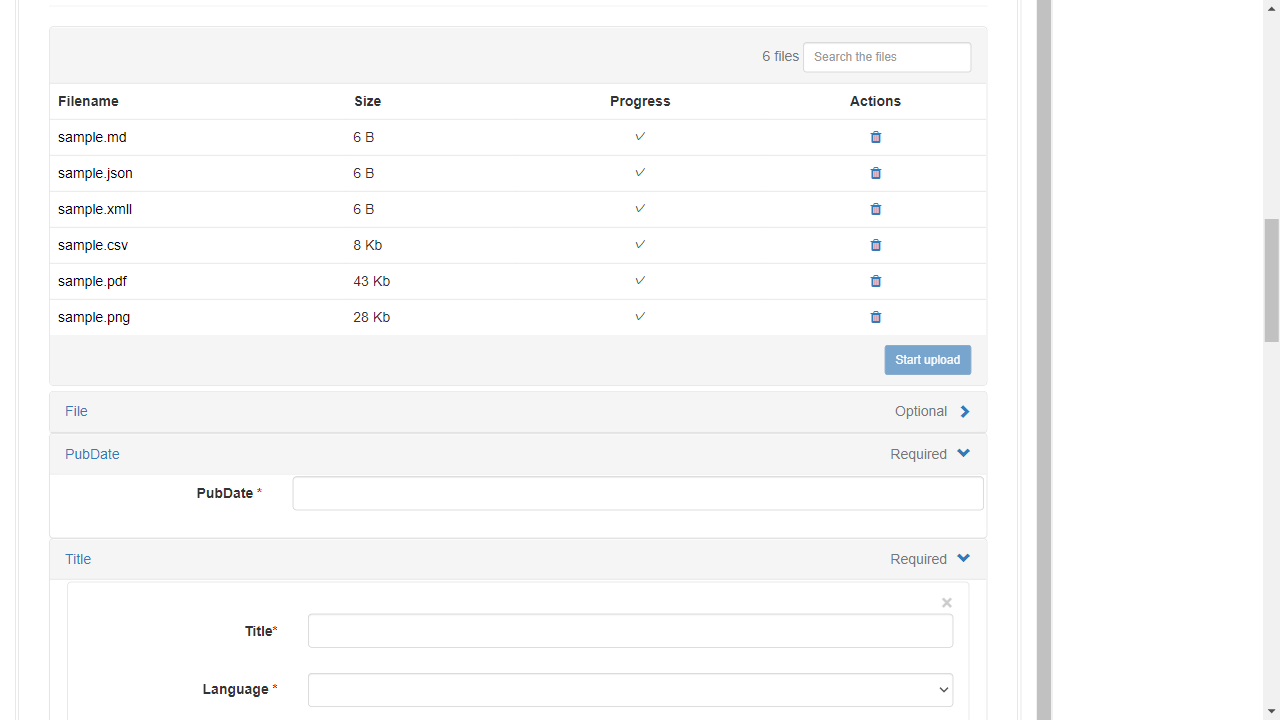 6 files Search the files
Filename Size Progress Actions
sample.md 6 B ✓
sample.json 6 B ✓
sample.xmll 6 B ✓
sample.csv 8 Kb ✓
sample.pdf 43 Kb ✓
sample.png 28 Kb ✓
Start upload
File Optional
PubDate Required
PubDate *
Title Required
×
Title*
Language *